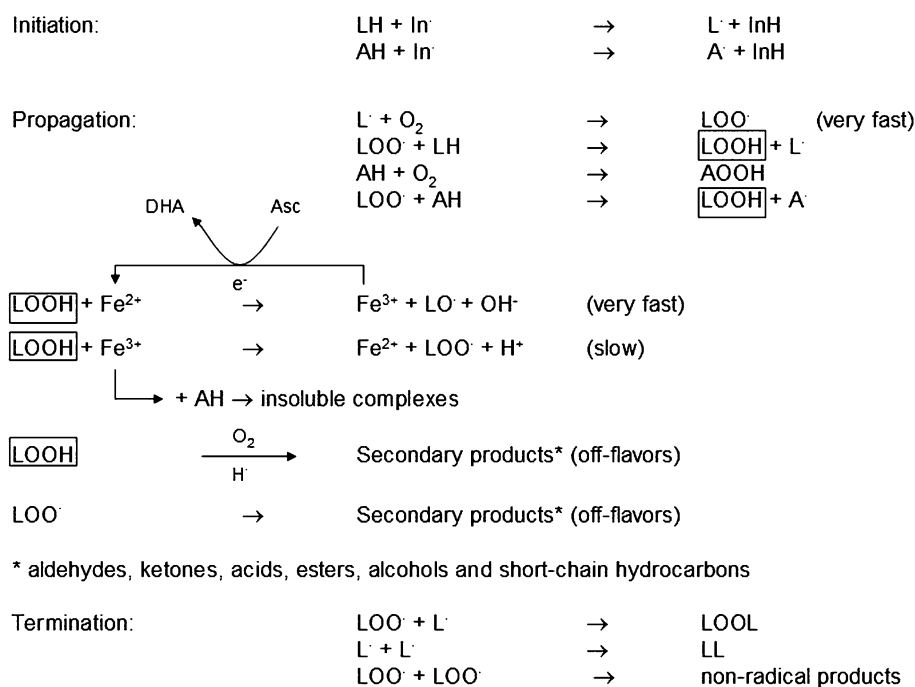 Initiation: LH + In· → L· + InH
AH + In· → A· + InH
Propagation: L· + O₂ → LOO· (very fast)
LOO· + LH → LOOH + L·
AH + O₂ → AOOH
LOO· + AH → LOOH + A·
DHA Asc
e⁻
LOOH + Fe²⁺ → Fe³⁺ + LO· + OH⁻ (very fast)
LOOH + Fe³⁺ → Fe²⁺ + LOO· + H⁺ (slow)
+ AH → insoluble complexes
O₂
LOOH → Secondary products* (off-flavors)
H·
LOO· → Secondary products* (off-flavors)
* aldehydes, ketones, acids, esters, alcohols and short-chain hydrocarbons
Termination: LOO· + L· → LOOL
L· + L· → LL
LOO· + LOO· → non-radical products